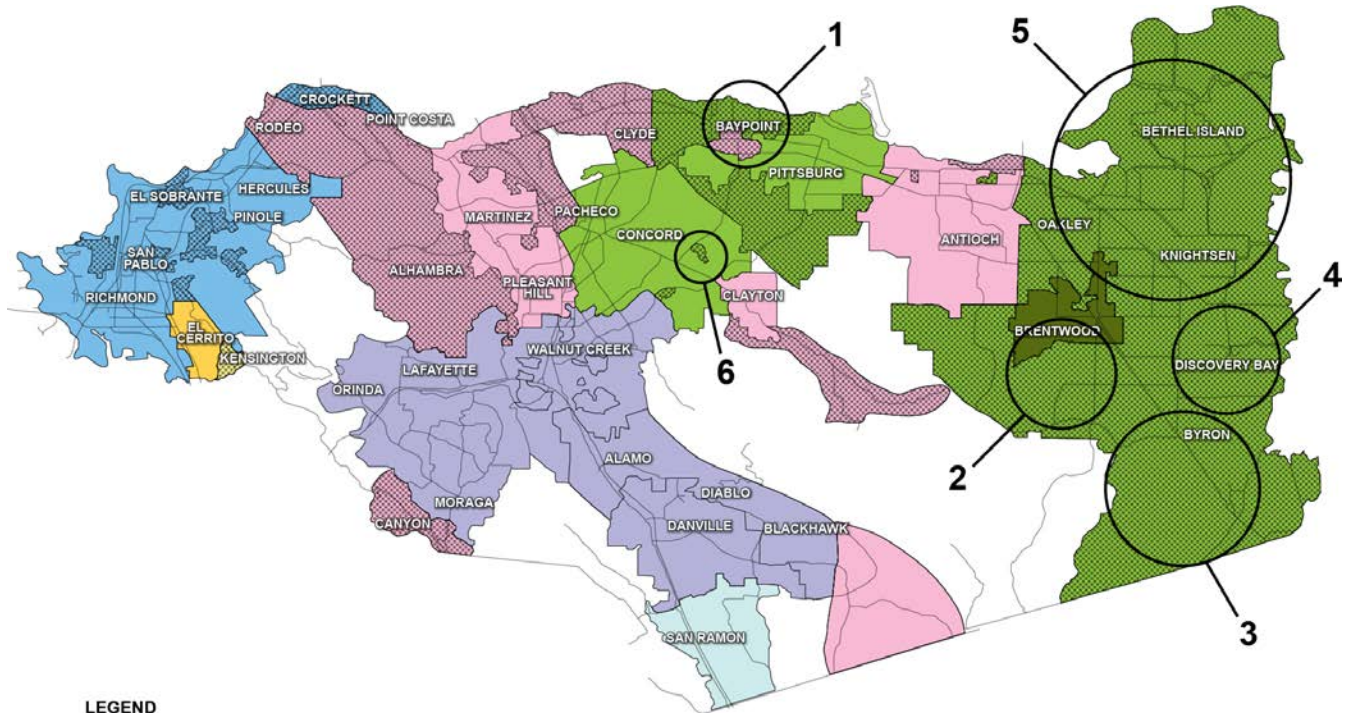 1
5
CROCKETT
POINT COSTA
RODEO
CLYDE
BAYPOINT
BETHEL ISLAND
EL SOBRANTE
HERCULES
PINOLE
PITTSBURG
MARTINEZ
PACHECO
CONCORD
OAKLEY
ANTIOCH
KNIGHTSEN
SAN
PABLO
ALHAMBRA
PLEASANT
HILL
CLAYTON
4
RICHMOND
EL
CERRITO
KENSINGTON
BRENTWOOD
WALNUT CREEK
LAFAYETTE
6
DISCOVERY BAY
ORINDA
BYRON
ALAMO
2
DIABLO
MORAGA
CANYON
DANVILLE
BLACKHAWK
3
SAN RAMON
LEGEND